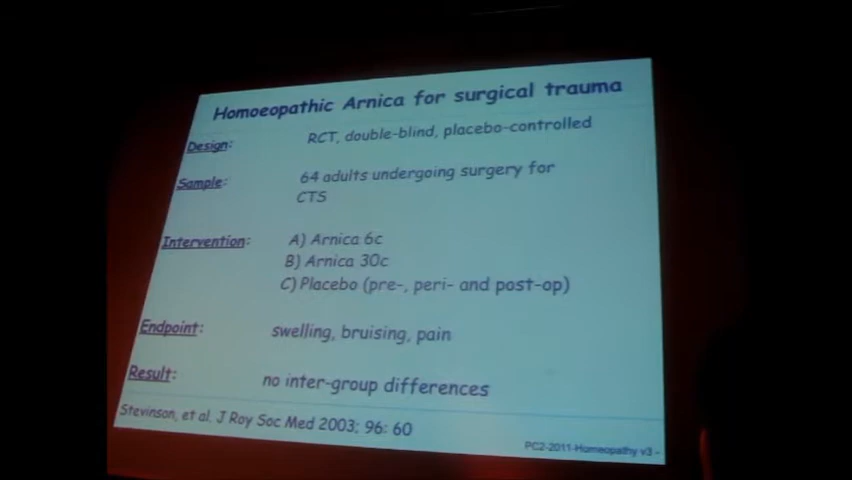 Homoeopathic Arnica for surgical trauma
Design: RCT, double-blind, placebo-controlled
Sample: 64 adults undergoing surgery for
CTS
Intervention: A) Arnica 6c
B) Arnica 30c
C) Placebo (pre-, peri- and post-op)
Endpoint: swelling, bruising, pain
Result: no inter-group differences
Stevinson, et al. J Roy Soc Med 2003; 96: 60
PC2-2011-Homeopathy v3 -